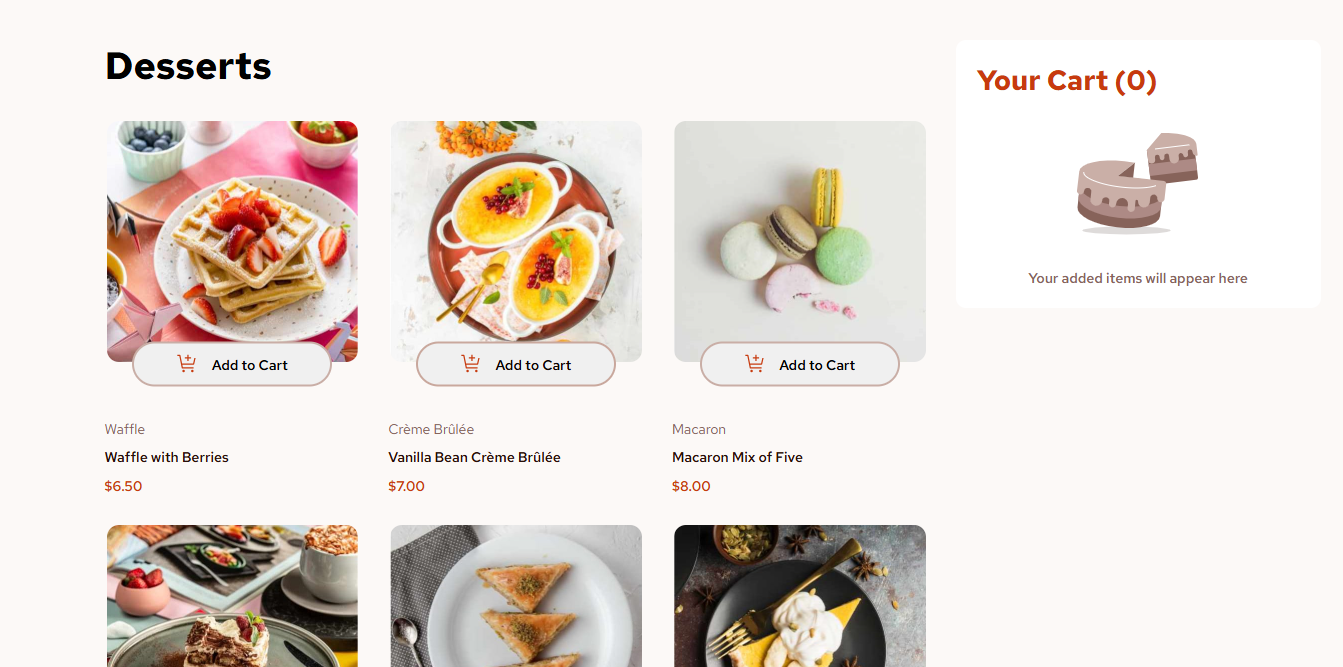 Desserts
Your Cart (0)
Your added items will appear here
Add to Cart
Add to Cart
Add to Cart
Waffle
Waffle with Berries
$6.50
Crème Brûlée
Vanilla Bean Crème Brûlée
$7.00
Macaron
Macaron Mix of Five
$8.00